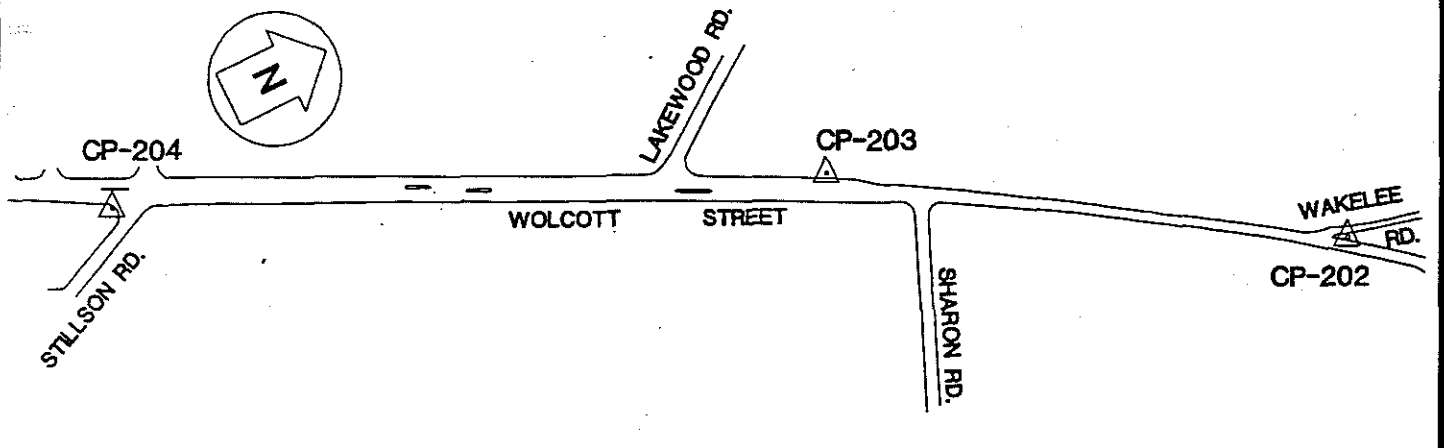 N
LAKEWOOD RD.
CP-204
CP-203
WOLCOTT STREET
WAKELEE RD.
CP-202
STILLSON RD.
SHARON RD.